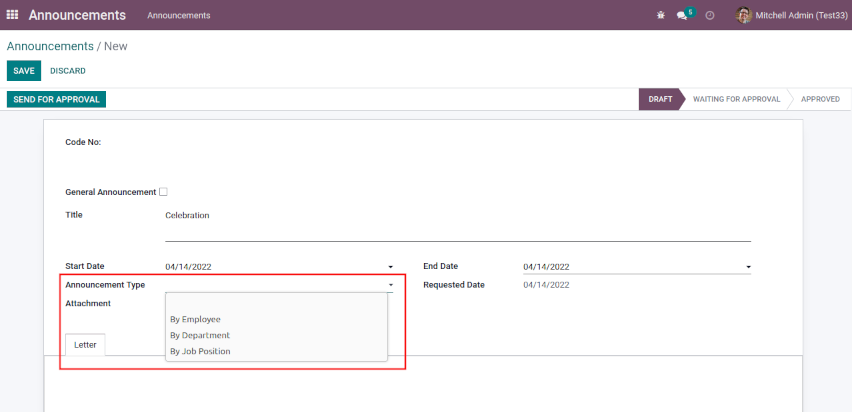 Announcements Announcements 5 Mitchell Admin (Test33)
Announcements / New
SAVE DISCARD
SEND FOR APPROVAL DRAFT WAITING FOR APPROVAL APPROVED
Code No:
General Announcement
Title Celebration
Start Date 04/14/2022 End Date 04/14/2022
Announcement Type Requested Date 04/14/2022
Attachment
By Employee
By Department
Letter
By Job Position